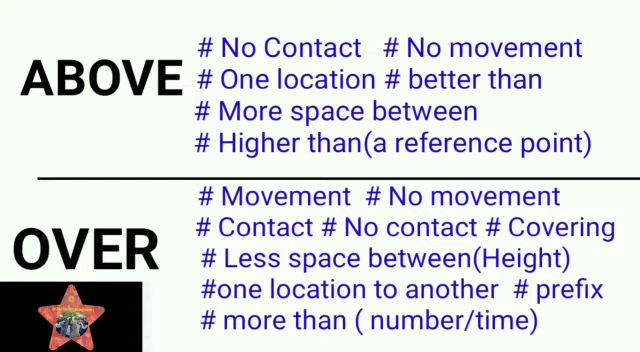 # No Contact # No movement
ABOVE # One location # better than
# More space between
# Higher than(a reference point)
# Movement # No movement
# Contact # No contact # Covering
OVER
# Less space between(Height)
#one location to another # prefix
# more than ( number/time)